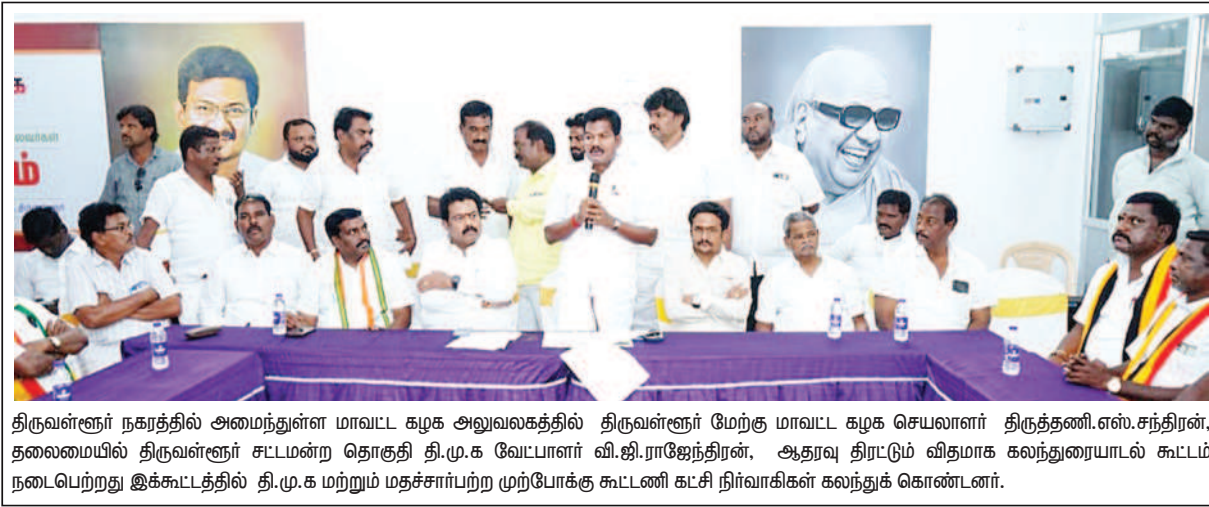 க
லைவர்கள்
ம்
திருவள்ளூர் நகரத்தில் அமைந்துள்ள மாவட்ட கழக அலுவலகத்தில் திருவள்ளூர் மேற்கு மாவட்ட கழக செயலாளர் திருத்தணி.எஸ்.சந்திரன்,
தலைமையில் திருவள்ளூர் சட்டமன்ற தொகுதி தி.மு.க வேட்பாளர் வி.ஜி.ராஜேந்திரன், ஆதரவு திரட்டும் விதமாக கலந்துரையாடல் கூட்டம்
நடைபெற்றது இக்கூட்டத்தில் தி.மு.க மற்றும் மதச்சார்பற்ற முற்போக்கு கூட்டணி கட்சி நிர்வாகிகள் கலந்துக் கொண்டனர்.